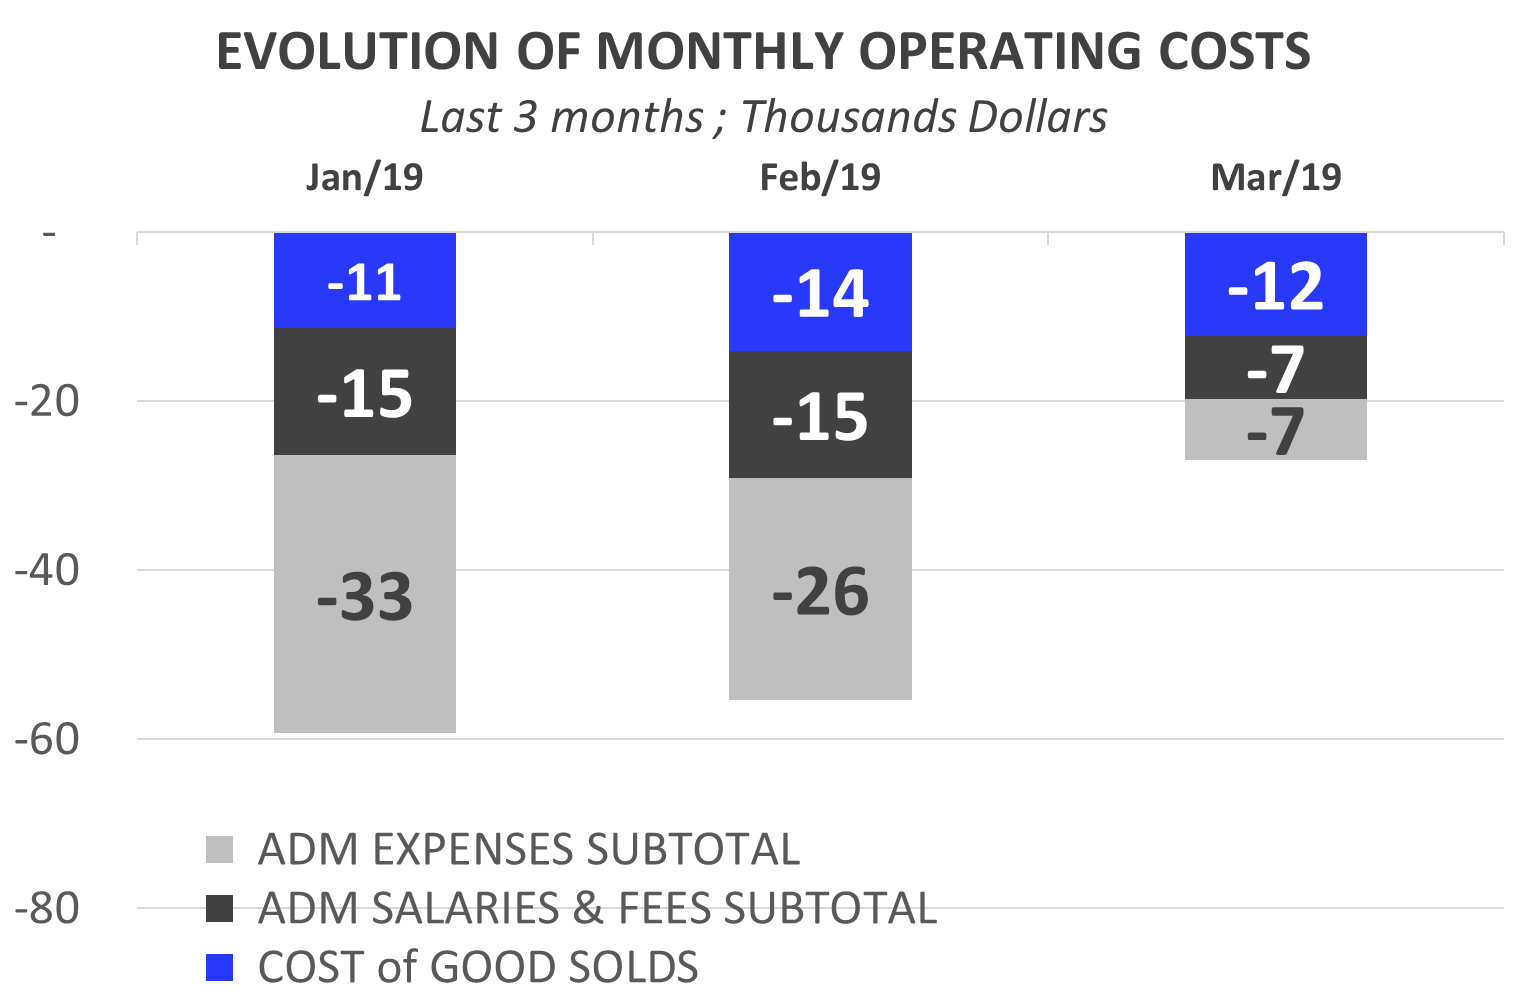 EVOLUTION OF MONTHLY OPERATING COSTS
Last 3 months ; Thousands Dollars
Jan/19 Feb/19 Mar/19
-
-11 -14 -12
-15 -15 -7
-20
-33 -26 -7
-40
-60
ADM EXPENSES SUBTOTAL
-80 ADM SALARIES & FEES SUBTOTAL
COST of GOOD SOLDS